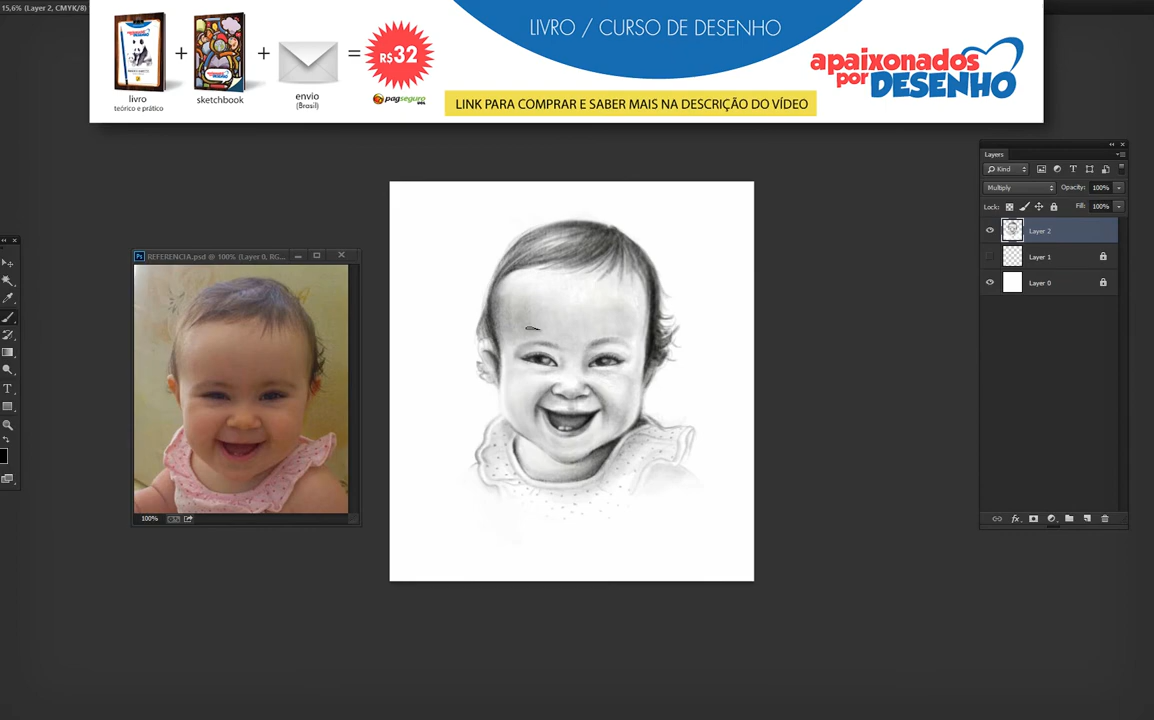 15,6% (Layer 2, CMYK/8)
LIVRO / CURSO DE DESENHO
apaixonados
por DESENHO
+ + = R$32
livro
teórico e prático
sketchbook
envio
(Brasil)
pagseguro
LINK PARA COMPRAR E SABER MAIS NA DESCRIÇÃO DO VÍDEO
REFERENCIA.psd @ 100% (Layer 0, RG...
100%
Layers
Kind
Multiply
Opacity: 100%
Lock:
Fill: 100%
Layer 2
Layer 1
Layer 0
fx